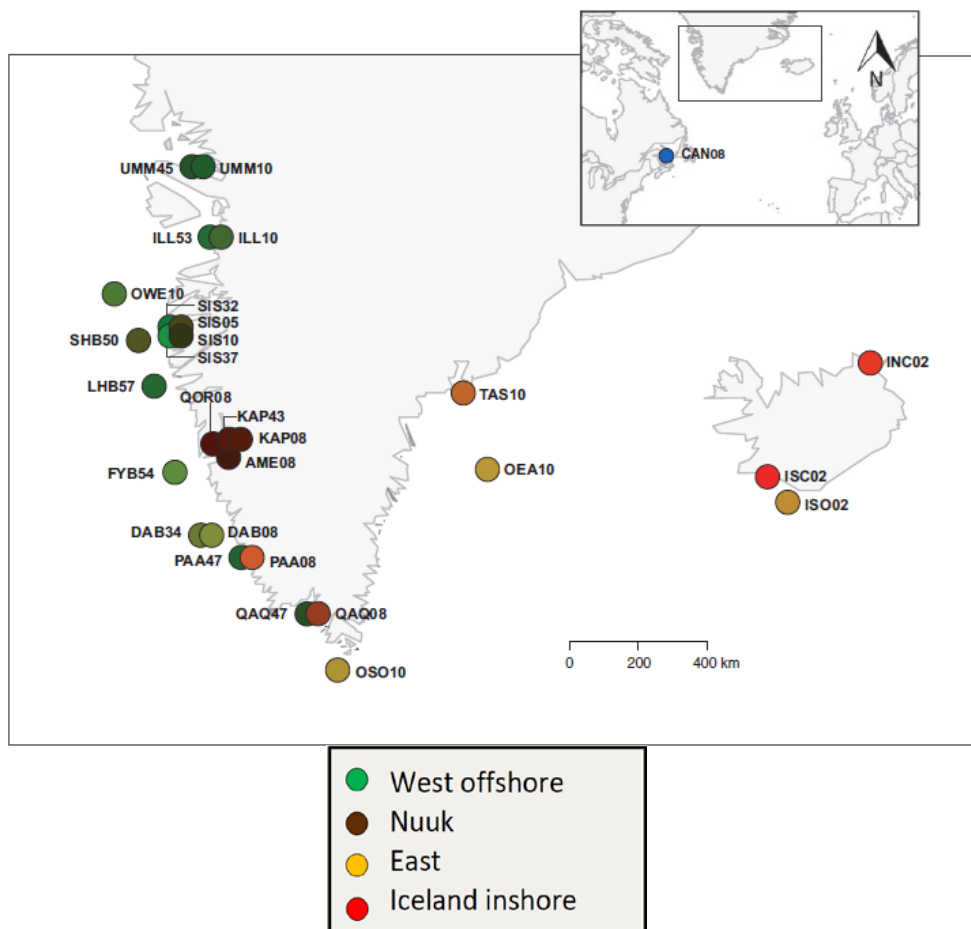 N
CAN08
UMM45 UMM10
ILL53 ILL10
OWE10
SIS32
SIS05
SHB50 SIS10
SIS37
INC02
LHB57
TAS10
QOR08
KAP43
KAP08
AME08
FYB54
OEA10
ISC02
ISO02
DAB34 DAB08
PAA47 PAA08
QAQ47 QAQ08
OSO10
0 200 400 km
West offshore
Nuuk
East
Iceland inshore